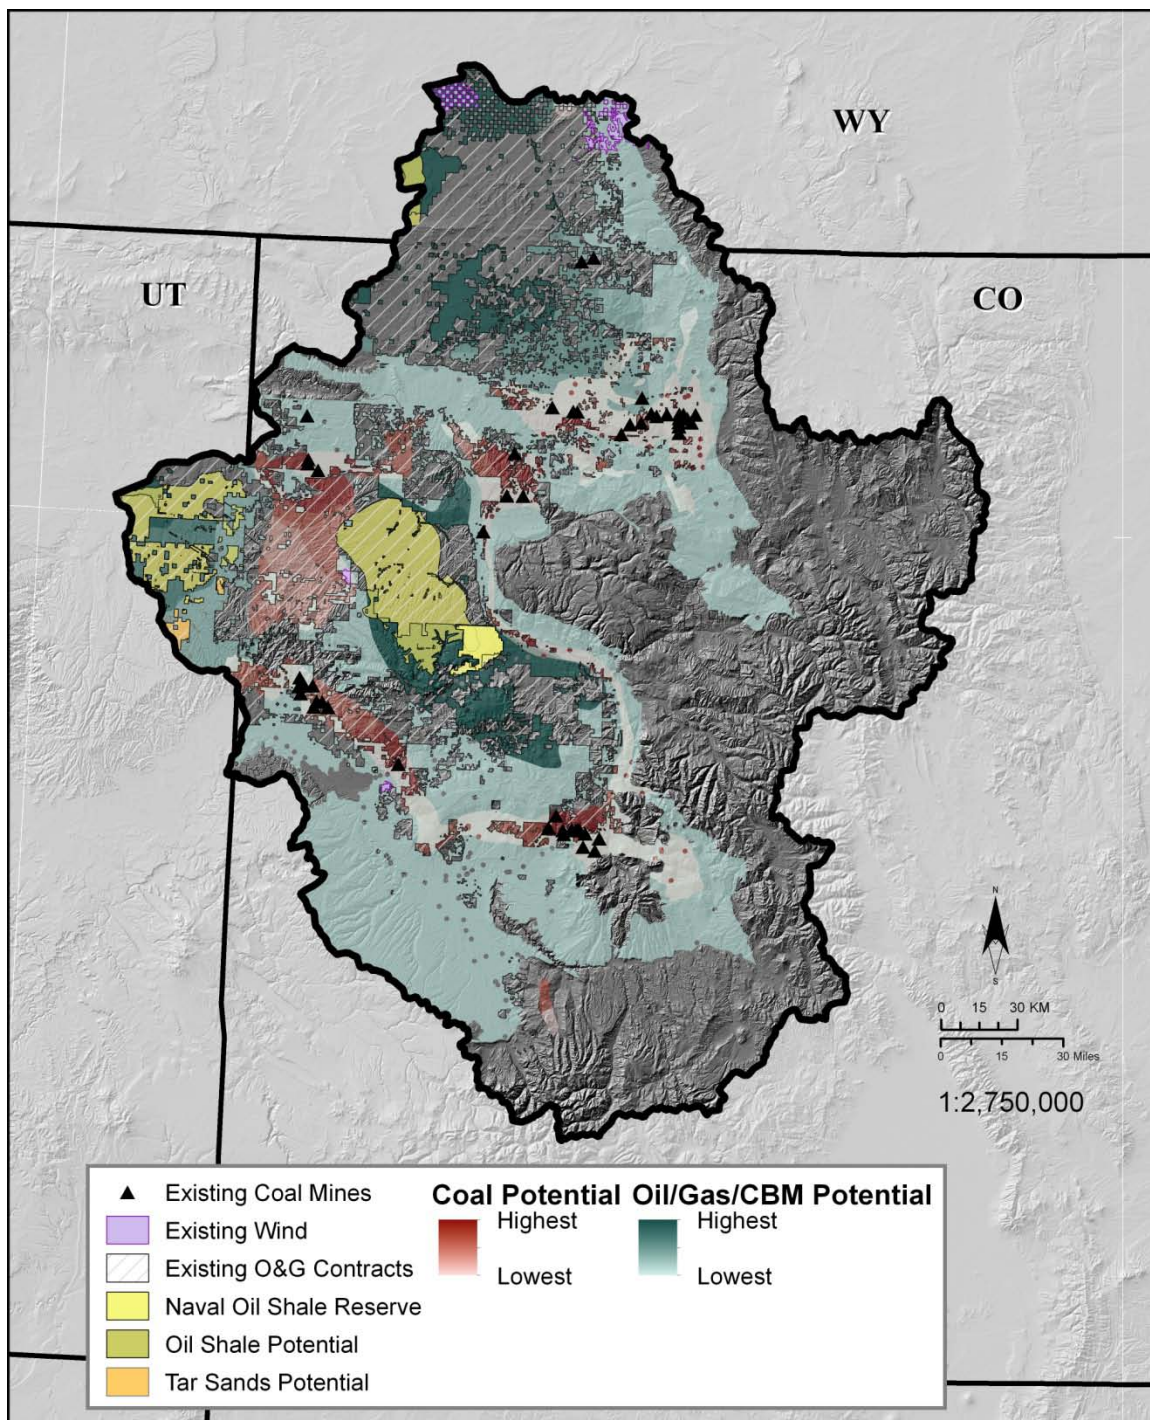 WY
UT
CO
N
S
0 15 30 KM
0 15 30 Miles
1:2,750,000
Existing Coal Mines
Existing Wind
Existing O&G Contracts
Naval Oil Shale Reserve
Oil Shale Potential
Tar Sands Potential
Coal Potential
Highest
Lowest
Oil/Gas/CBM Potential
Highest
Lowest